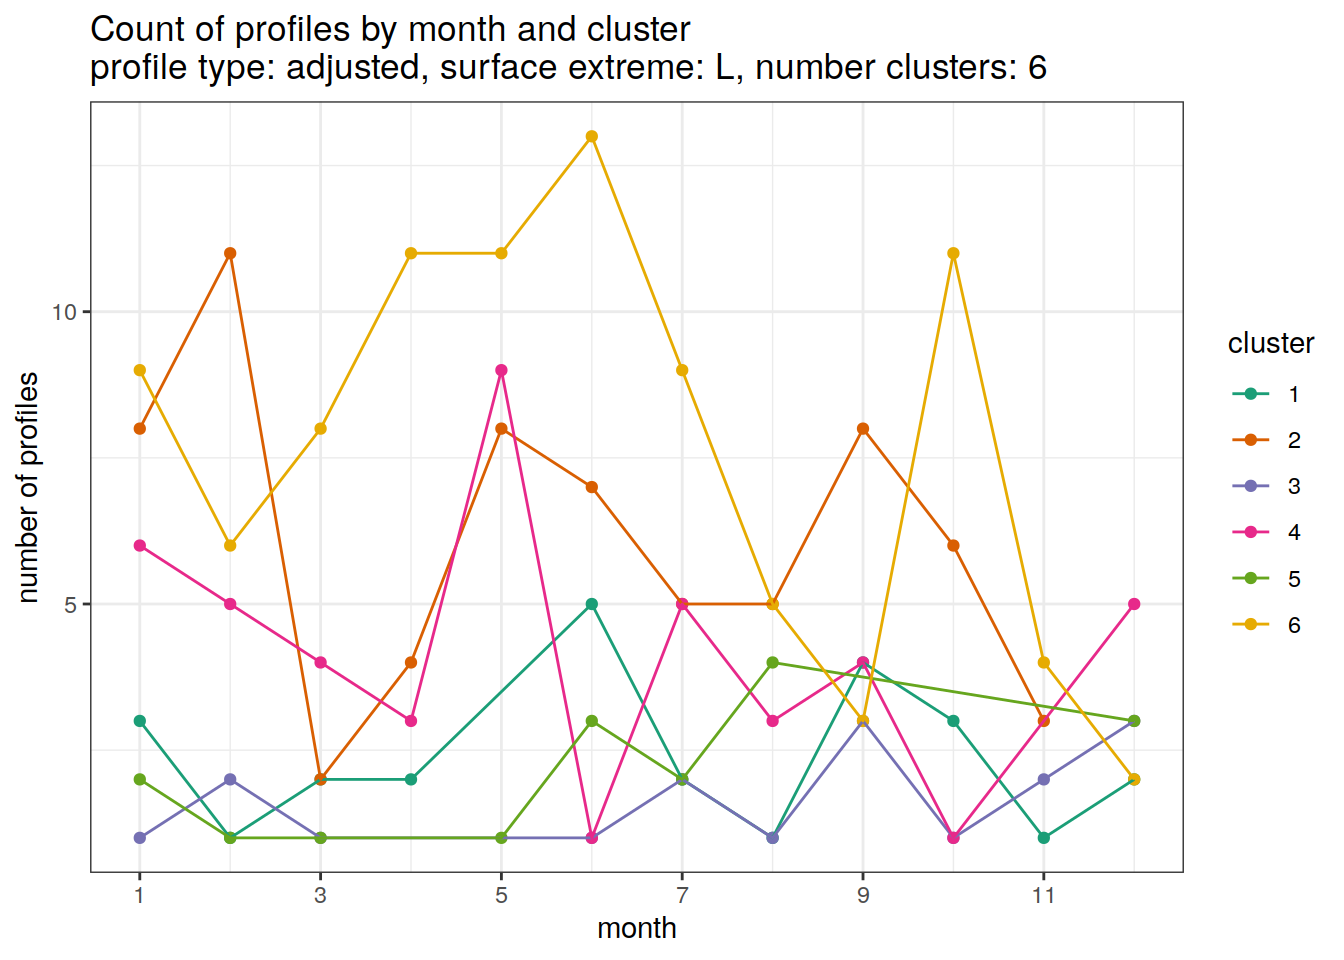 Count of profiles by month and cluster
profile type: adjusted, surface extreme: L, number clusters: 6
10
5
number of profiles
1 3 5 7 9 11
month
cluster
1
2
3
4
5
6